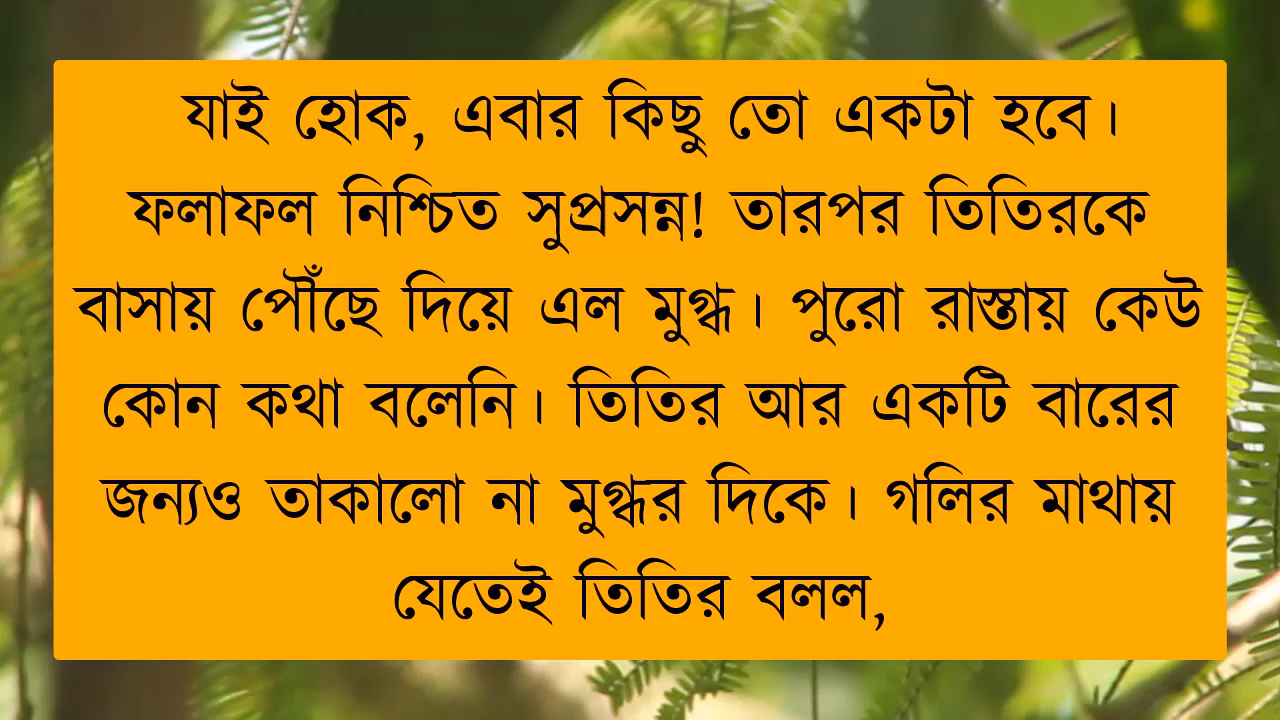 যাই হোক, এবার কিছু তো একটা হবে।
ফলাফল নিশ্চিত সুপ্রসন্ন! তারপর তিতিরকে
বাসায় পৌঁছে দিয়ে এল মুগ্ধ। পুরো রাস্তায় কেউ
কোন কথা বলেনি। তিতির আর একটি বারের
জন্যও তাকালো না মুগ্ধর দিকে। গলির মাথায়
যেতেই তিতির বলল,